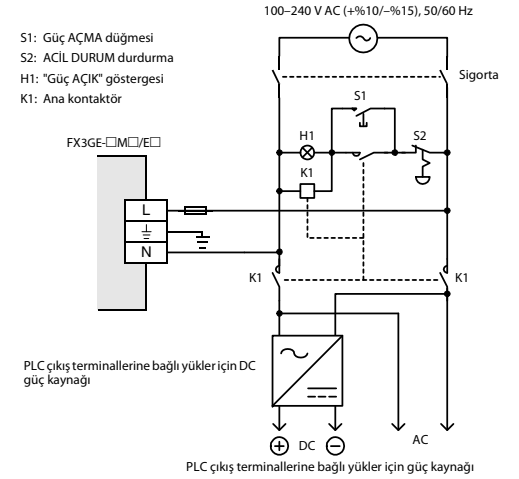 100–240 V AC (+%10/–%15), 50/60 Hz
S1: Güç AÇMA düğmesi
S2: ACİL DURUM durdurma
H1: "Güç AÇIK" göstergesi
K1: Ana kontaktör
Sigorta
S1
H1
S2
K1
FX3GE-□M□/E□
L
N
K1
K1
PLC çıkış terminallerine bağlı yükler için DC
güç kaynağı
DC
AC
PLC çıkış terminallerine bağlı yükler için güç kaynağı